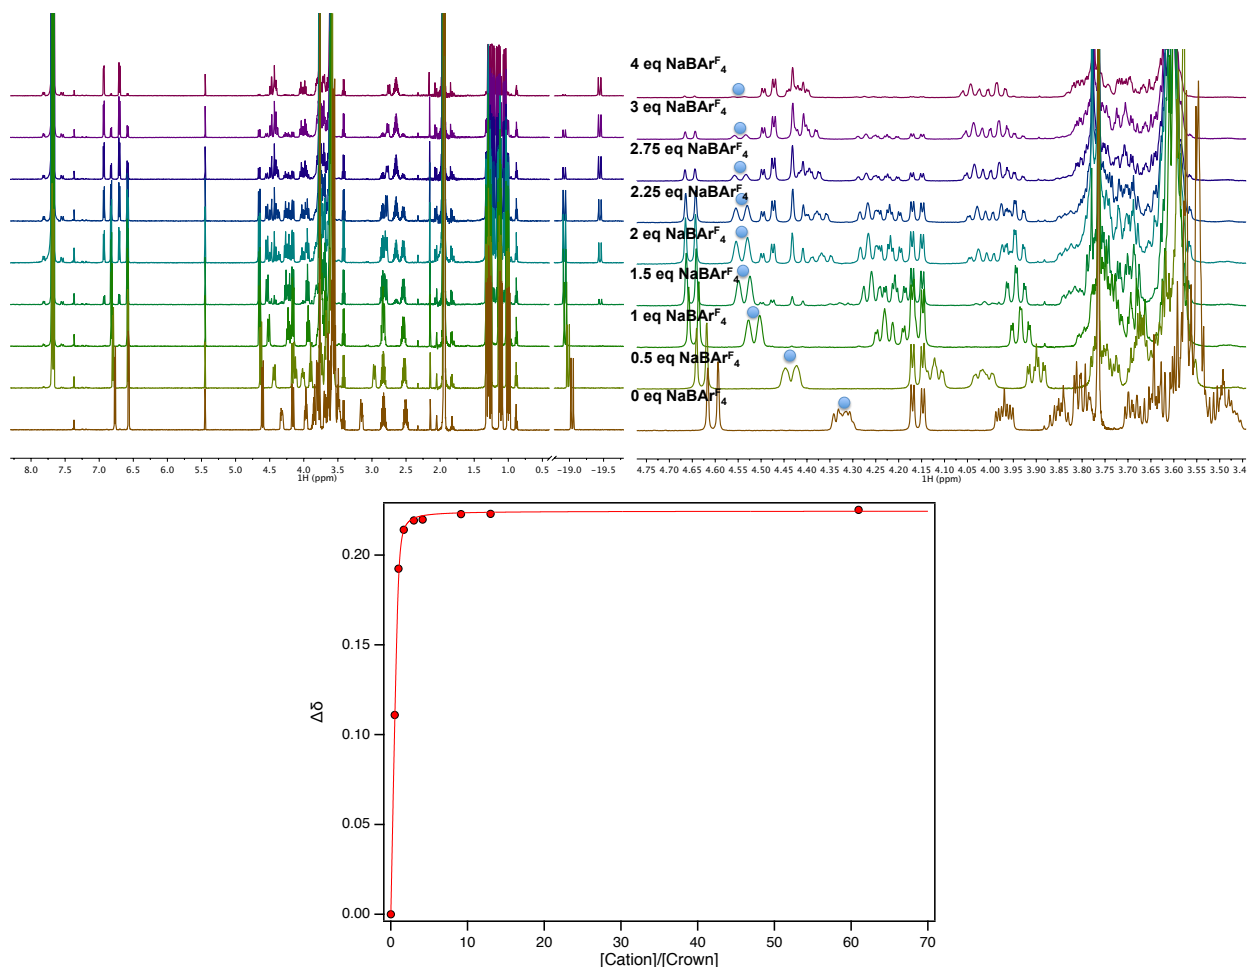 4 eq NaBArF4
3 eq NaBArF4
2.75 eq NaBArF4
2.25 eq NaBArF4
2 eq NaBArF4
1.5 eq NaBArF4
1 eq NaBArF4
0.5 eq NaBArF4
0 eq NaBArF4
8.0 7.5 7.0 6.5 6.0 5.5 5.0 4.5 4.0 3.5 3.0 2.5 2.0 1.5 1.0 0.5 -19.0 -19.5
1H (ppm)
4.75 4.70 4.65 4.60 4.55 4.50 4.45 4.40 4.35 4.30 4.25 4.20 4.15 4.10 4.05 4.00 3.95 3.90 3.85 3.80 3.75 3.70 3.65 3.60 3.55 3.50 3.4
1H (ppm)
0.20
0.15
0.10
0.05
0.00
Δδ
0 10 20 30 40 50 60 70
[Cation]/[Crown]